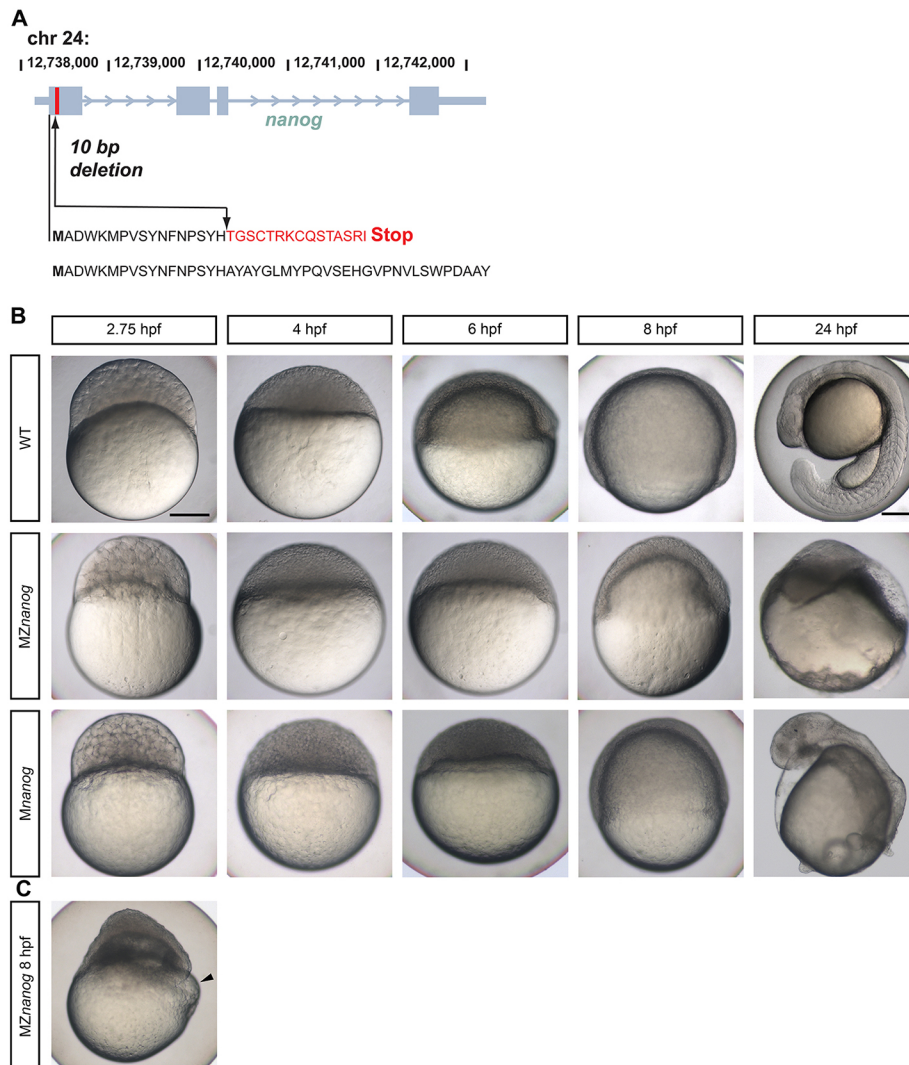 A
chr 24:
12,738,000 12,739,000 12,740,000 12,741,000 12,742,000
nanog
10 bp
deletion
MADWKMPVSYNFNPSYHTGSCTRKCQSTASRI Stop
MADWKMPVSYNFNPSYHAYAYGLMYPQVSEHGVPNVLSWPDAAY
B
2.75 hpf 4 hpf 6 hpf 8 hpf 24 hpf
WT
MZnanog
Mnanog
C
MZnanog 8 hpf